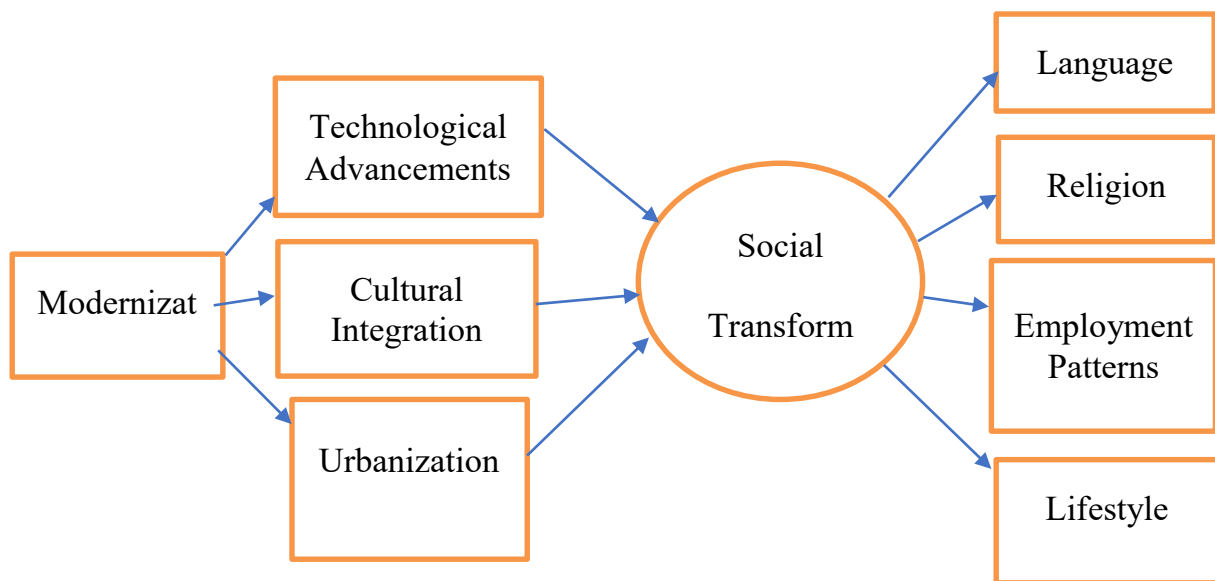 Modernizat
Technological
Advancements
Cultural
Integration
Urbanization
Social
Transform
Language
Religion
Employment
Patterns
Lifestyle